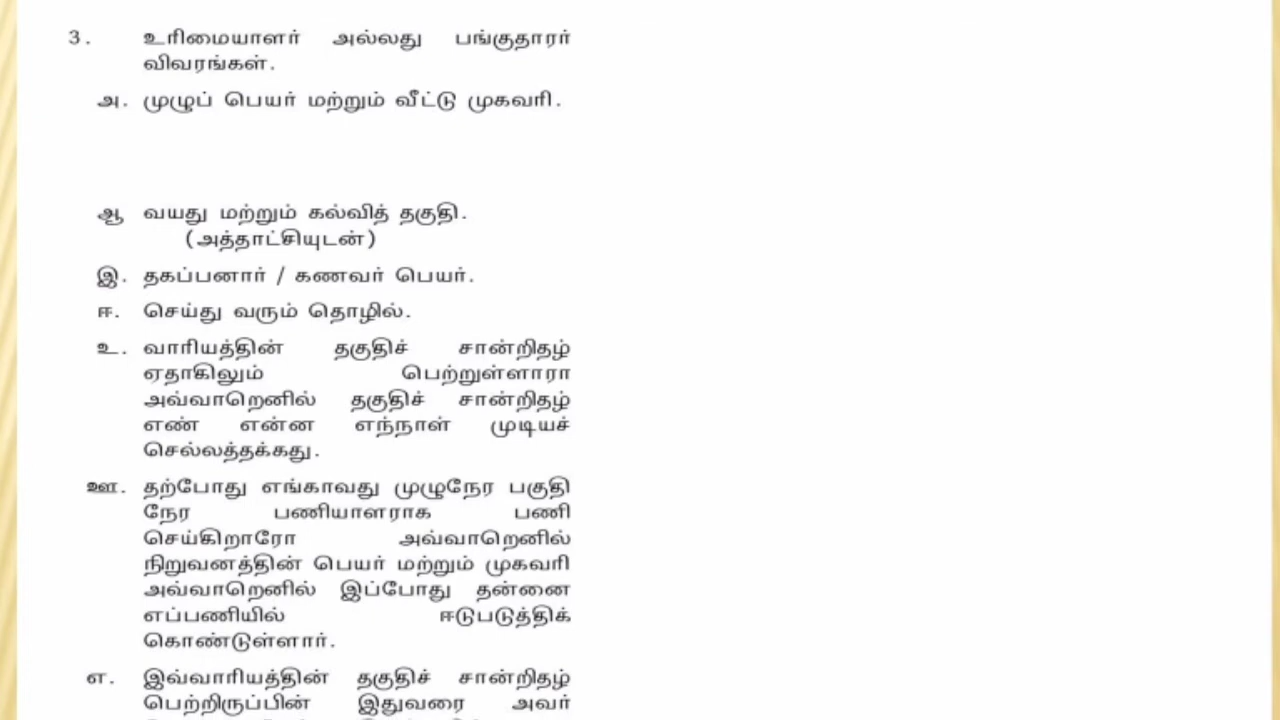 3. உரிமையாளர் அல்லது பங்குதாரர்
விவரங்கள்.
அ. முழுப் பெயர் மற்றும் வீட்டு முகவரி.
ஆ வயது மற்றும் கல்வித் தகுதி.
(அத்தாட்சியுடன்)
இ. தகப்பனார் / கணவர் பெயர்.
ஈ. செய்து வரும் தொழில்.
உ. வாரியத்தின் தகுதிச் சான்றிதழ்
ஏதாகிலும் பெற்றுள்ளாரா
அவ்வாறெனில் தகுதிச் சான்றிதழ்
எண் என்ன எந்நாள் முடியச்
செல்லத்தக்கது.
ஊ. தற்போது எங்காவது முழுநேர பகுதி
நேர பணியாளராக பணி
செய்கிறாரோ அவ்வாறெனில்
நிறுவனத்தின் பெயர் மற்றும் முகவரி
அவ்வாறெனில் இப்போது தன்னை
எப்பணியில் ஈடுபடுத்திக்
கொண்டுள்ளார்.
எ. இவ்வாரியத்தின் தகுதிச் சான்றிதழ்
பெற்றிருப்பின் இதுவரை அவர்